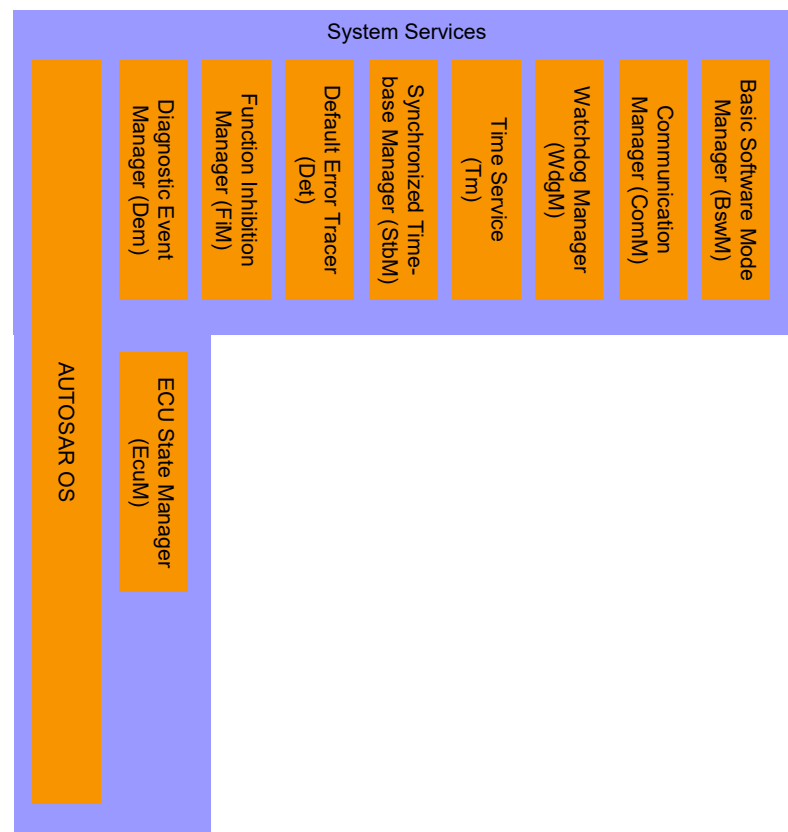 System Services
AUTOSAR OS
Diagnostic Event
Manager (Dem)
Function Inhibition
Manager (FiM)
Default Error Tracer
(Det)
Synchronized Time-
base Manager (StbM)
Time Service
(Tm)
Watchdog Manager
(WdgM)
Communication
Manager (ComM)
Basic Software Mode
Manager (BswM)
ECU State Manager
(EcuM)